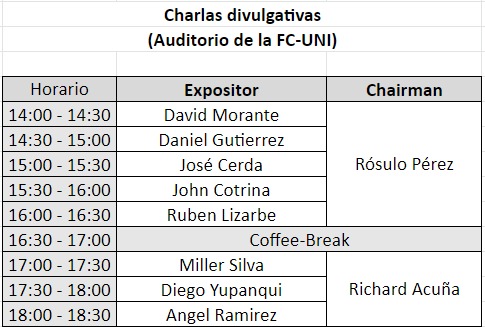 Charlas divulgativas
(Auditorio de la FC-UNI)
Horario Expositor Chairman
14:00 - 14:30 David Morante
14:30 - 15:00 Daniel Gutierrez
15:00 - 15:30 José Cerda Rósulo Pérez
15:30 - 16:00 John Cotrina
16:00 - 16:30 Ruben Lizarbe
16:30 - 17:00 Coffee-Break
17:00 - 17:30 Miller Silva
17:30 - 18:00 Diego Yupanqui Richard Acuña
18:00 - 18:30 Angel Ramirez